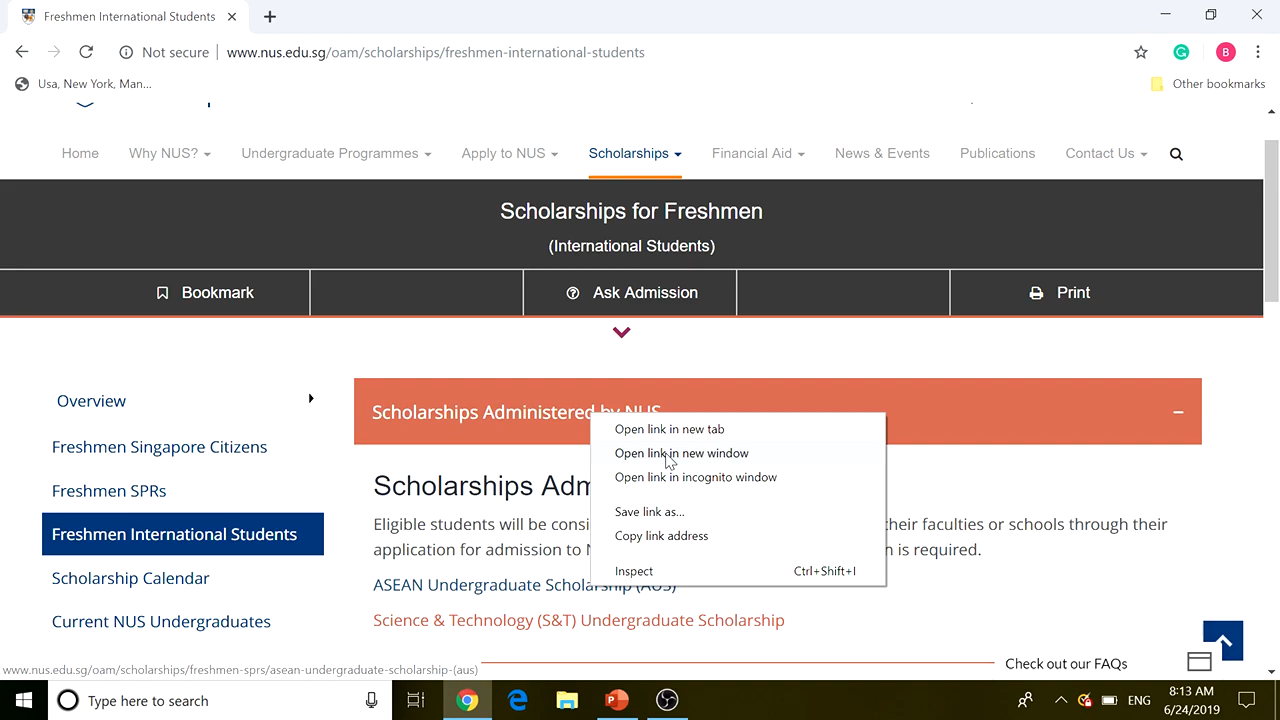 Freshmen International Students
Not secure
www.nus.edu.sg/oam/scholarships/freshmen-international-students
B
Usa, New York, Man...
Other bookmarks
Home
Why NUS?
Undergraduate Programmes
Apply to NUS
Scholarships
Financial Aid
News & Events
Publications
Contact Us
Scholarships for Freshmen
(International Students)
Bookmark
Ask Admission
Print
Overview
Freshmen Singapore Citizens
Freshmen SPRs
Freshmen International Students
Scholarship Calendar
Current NUS Undergraduates
Scholarships Administered by NUS
Open link in new tab
Open link in new window
Open link in incognito window
Save link as...
Copy link address
Inspect Ctrl+Shift+I
Scholarships
Eligible students will be their faculties or schools through their
application for admission to is required.
ASEAN Undergraduate Scholarship (AUS)
Science & Technology (S&T) Undergraduate Scholarship
Check out our FAQs
www.nus.edu.sg/oam/scholarships/freshmen-sprs/asean-undergraduate-scholarship-(aus)
Type here to search
ENG
8:13 AM
6/24/2019